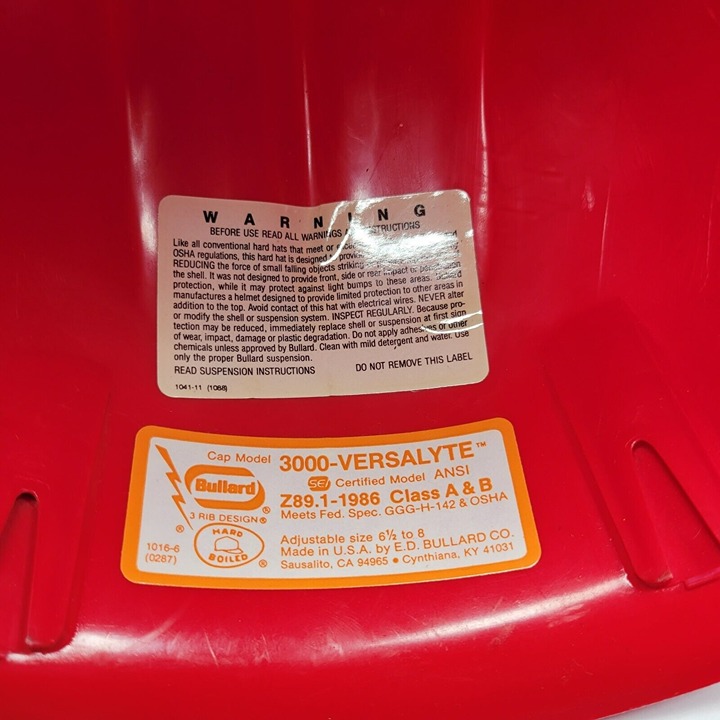 WARNING
BEFORE USE READ ALL WARNINGS AND INSTRUCTIONS
Like all conventional hard hats that meet or
OSHA regulations, this hard hat is designed to provide
REDUCING the force of small falling objects striking
the shell. It was not designed to provide front, side or rear impact or penetration
protection, while it may protect against light bumps to these areas. Bullard
manufactures a helmet designed to provide limited protection to other areas in
addition to the top. Avoid contact of this hat with electrical wires. NEVER alter
or modify the shell or suspension system. INSPECT REGULARLY. Because pro-
tection may be reduced, immediately replace shell or suspension at first sign
of wear, impact, damage or plastic degradation. Do not apply adhesives or other
chemicals unless approved by Bullard. Clean with mild detergent and water. Use
only the proper Bullard suspension.
READ SUSPENSION INSTRUCTIONS DO NOT REMOVE THIS LABEL
1041-11 (1088)
Cap Model 3000-VERSALYTE™
SEI Certified Model ANSI
Bullard
Z89.1-1986 Class A & B
3 RIB DESIGN®
Meets Fed. Spec. GGG-H-142 & OSHA
HARD
BOILED®
1016-6
(0287)
Adjustable size 6½ to 8
Made in U.S.A. by E.D. BULLARD CO.
Sausalito, CA 94965 • Cynthiana, KY 41031